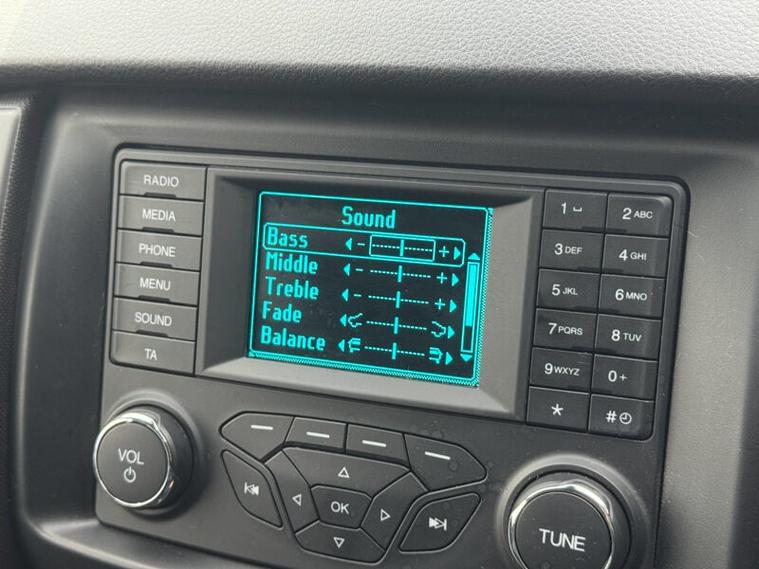 RADIO
MEDIA
PHONE
MENU
SOUND
TA
Sound
Bass - +
Middle - +
Treble - +
Fade
Balance
1 ⎵
2 ABC
3 DEF
4 GHI
5 JKL
6 MNO
7 PQRS
8 TUV
9 WXYZ
0 +
*
#
VOL
OK
TUNE